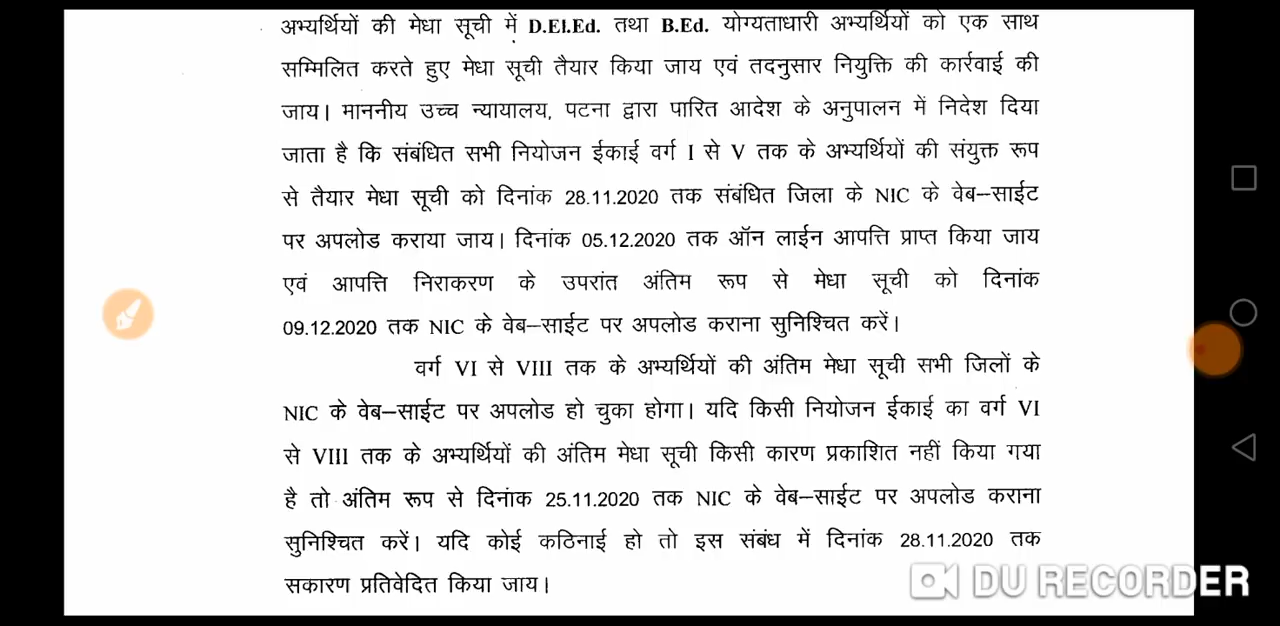 अभ्यर्थियों की मेधा सूची में D.El.Ed. तथा B.Ed. योग्यताधारी अभ्यर्थियों को एक साथ
सम्मिलित करते हुए मेधा सूची तैयार किया जाय एवं तदनुसार नियुक्ति की कार्रवाई की
जाय। माननीय उच्च न्यायालय, पटना द्वारा पारित आदेश के अनुपालन में निदेश दिया
जाता है कि संबंधित सभी नियोजन ईकाई वर्ग I से V तक के अभ्यर्थियों की संयुक्त रूप
से तैयार मेधा सूची को दिनांक 28.11.2020 तक संबंधित जिला के NIC के वेब–साईट
पर अपलोड कराया जाय। दिनांक 05.12.2020 तक ऑन लाईन आपत्ति प्राप्त किया जाय
एवं आपत्ति निराकरण के उपरांत अंतिम रूप से मेधा सूची को दिनांक
09.12.2020 तक NIC के वेब–साईट पर अपलोड कराना सुनिश्चित करें।
वर्ग VI से VIII तक के अभ्यर्थियों की अंतिम मेधा सूची सभी जिलों के
NIC के वेब–साईट पर अपलोड हो चुका होगा। यदि किसी नियोजन ईकाई का वर्ग VI
से VIII तक के अभ्यर्थियों की अंतिम मेधा सूची किसी कारण प्रकाशित नहीं किया गया
है तो अंतिम रूप से दिनांक 25.11.2020 तक NIC के वेब–साईट पर अपलोड कराना
सुनिश्चित करें। यदि कोई कठिनाई हो तो इस संबंध में दिनांक 28.11.2020 तक
सकारण प्रतिवेदित किया जाय।
DU RECORDER